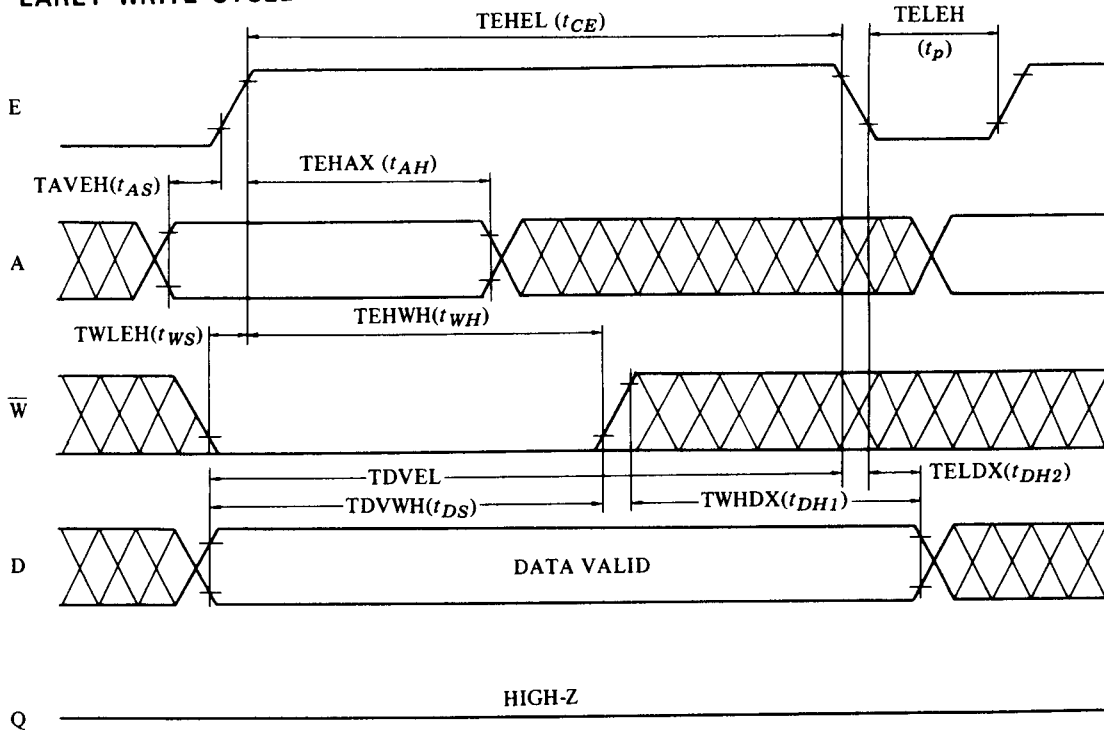 EARLY WRITE CYCLE
TEHEL (tCE)
TELEH
(tp)
E
TEHAX (tAH)
TAVEH(tAS)
A
TEHWH(tWH)
TWLEH(tWS)
W̅
TDVEL
TELDX(tDH2)
TDVWH(tDS)
TWHDX(tDH1)
D
DATA VALID
HIGH-Z
Q